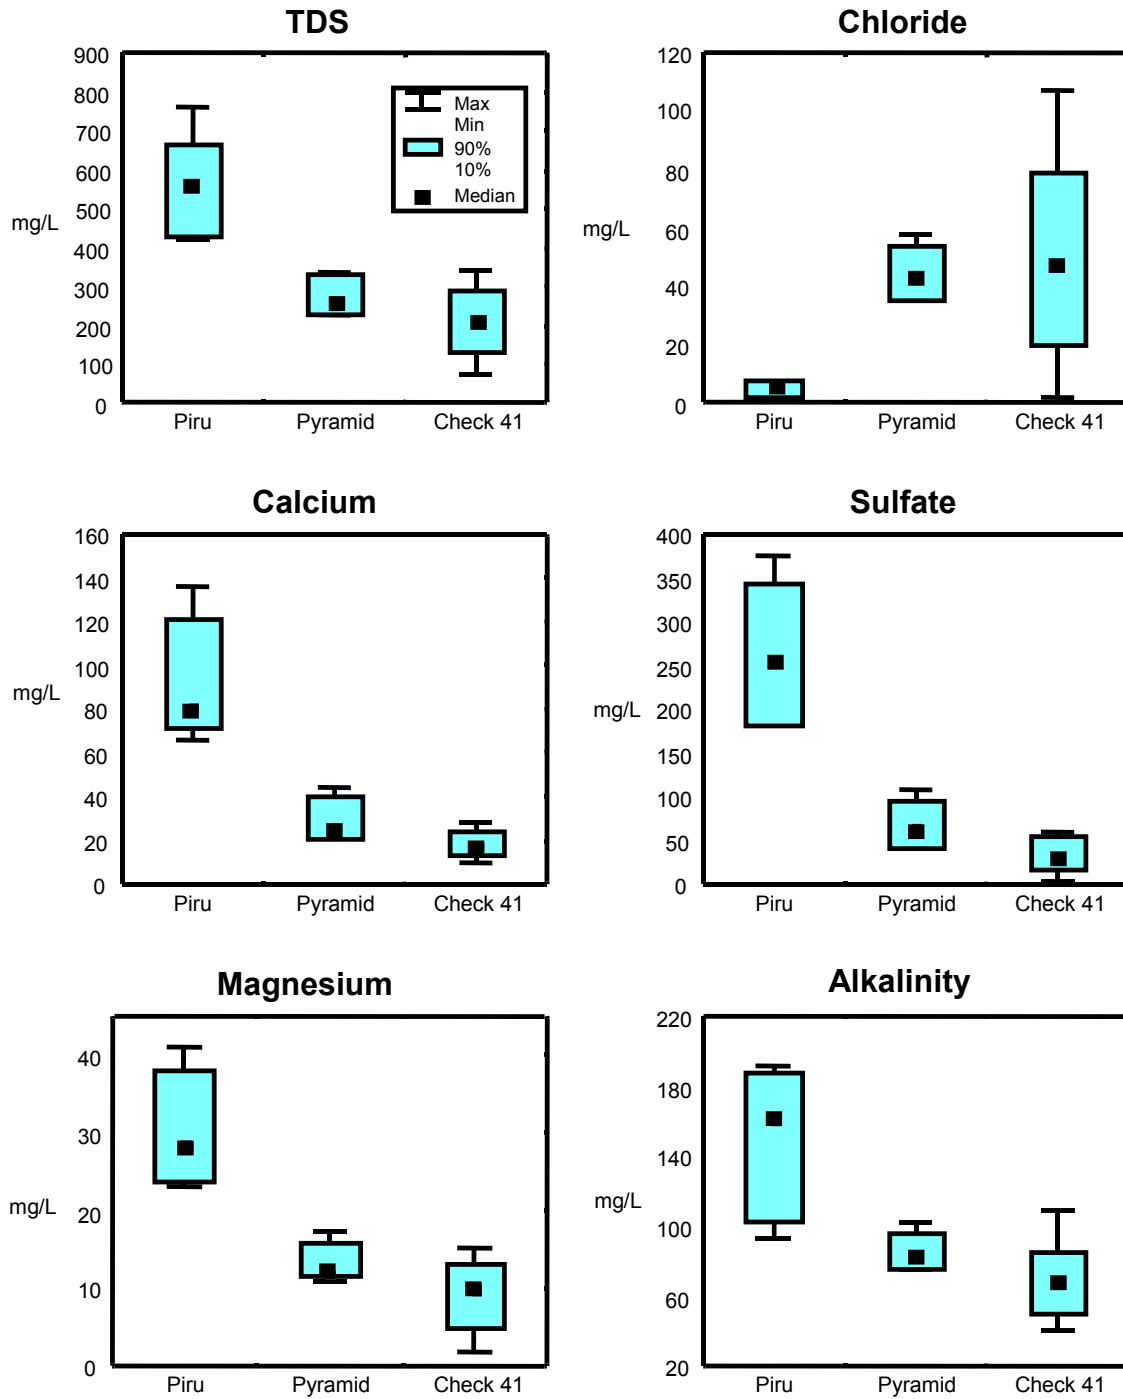 TDS
900
800
700
600
500
400
300
200
100
0
mg/L
Max
Min
90%
10%
Median
Piru Pyramid Check 41
Chloride
120
100
80
60
40
20
0
mg/L
Piru Pyramid Check 41
Calcium
160
140
120
100
80
60
40
20
0
mg/L
Piru Pyramid Check 41
Sulfate
400
350
300
250
200
150
100
50
0
mg/L
Piru Pyramid Check 41
Magnesium
40
30
20
10
0
mg/L
Piru Pyramid Check 41
Alkalinity
220
180
140
100
60
20
mg/L
Piru Pyramid Check 41